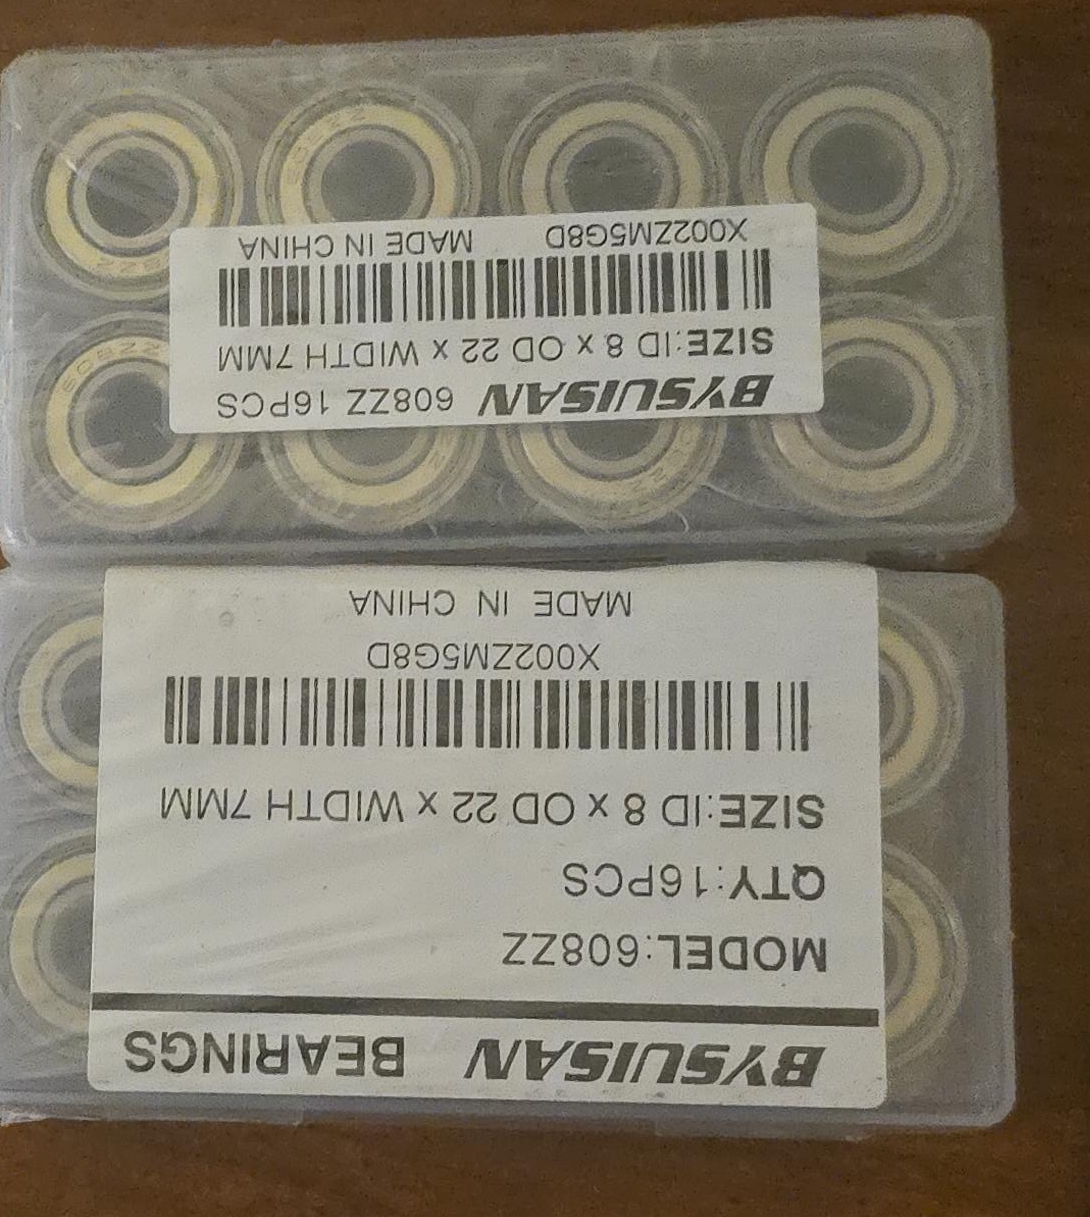 BYSUISAN 608ZZ 16PCS
SIZE:ID 8 x OD 22 x WIDTH 7MM
X002ZM5G8D MADE IN CHINA
BYSUISAN BEARINGS
MODEL:608ZZ
QTY:16PCS
SIZE:ID 8 x OD 22 x WIDTH 7MM
X002ZM5G8D
MADE IN CHINA